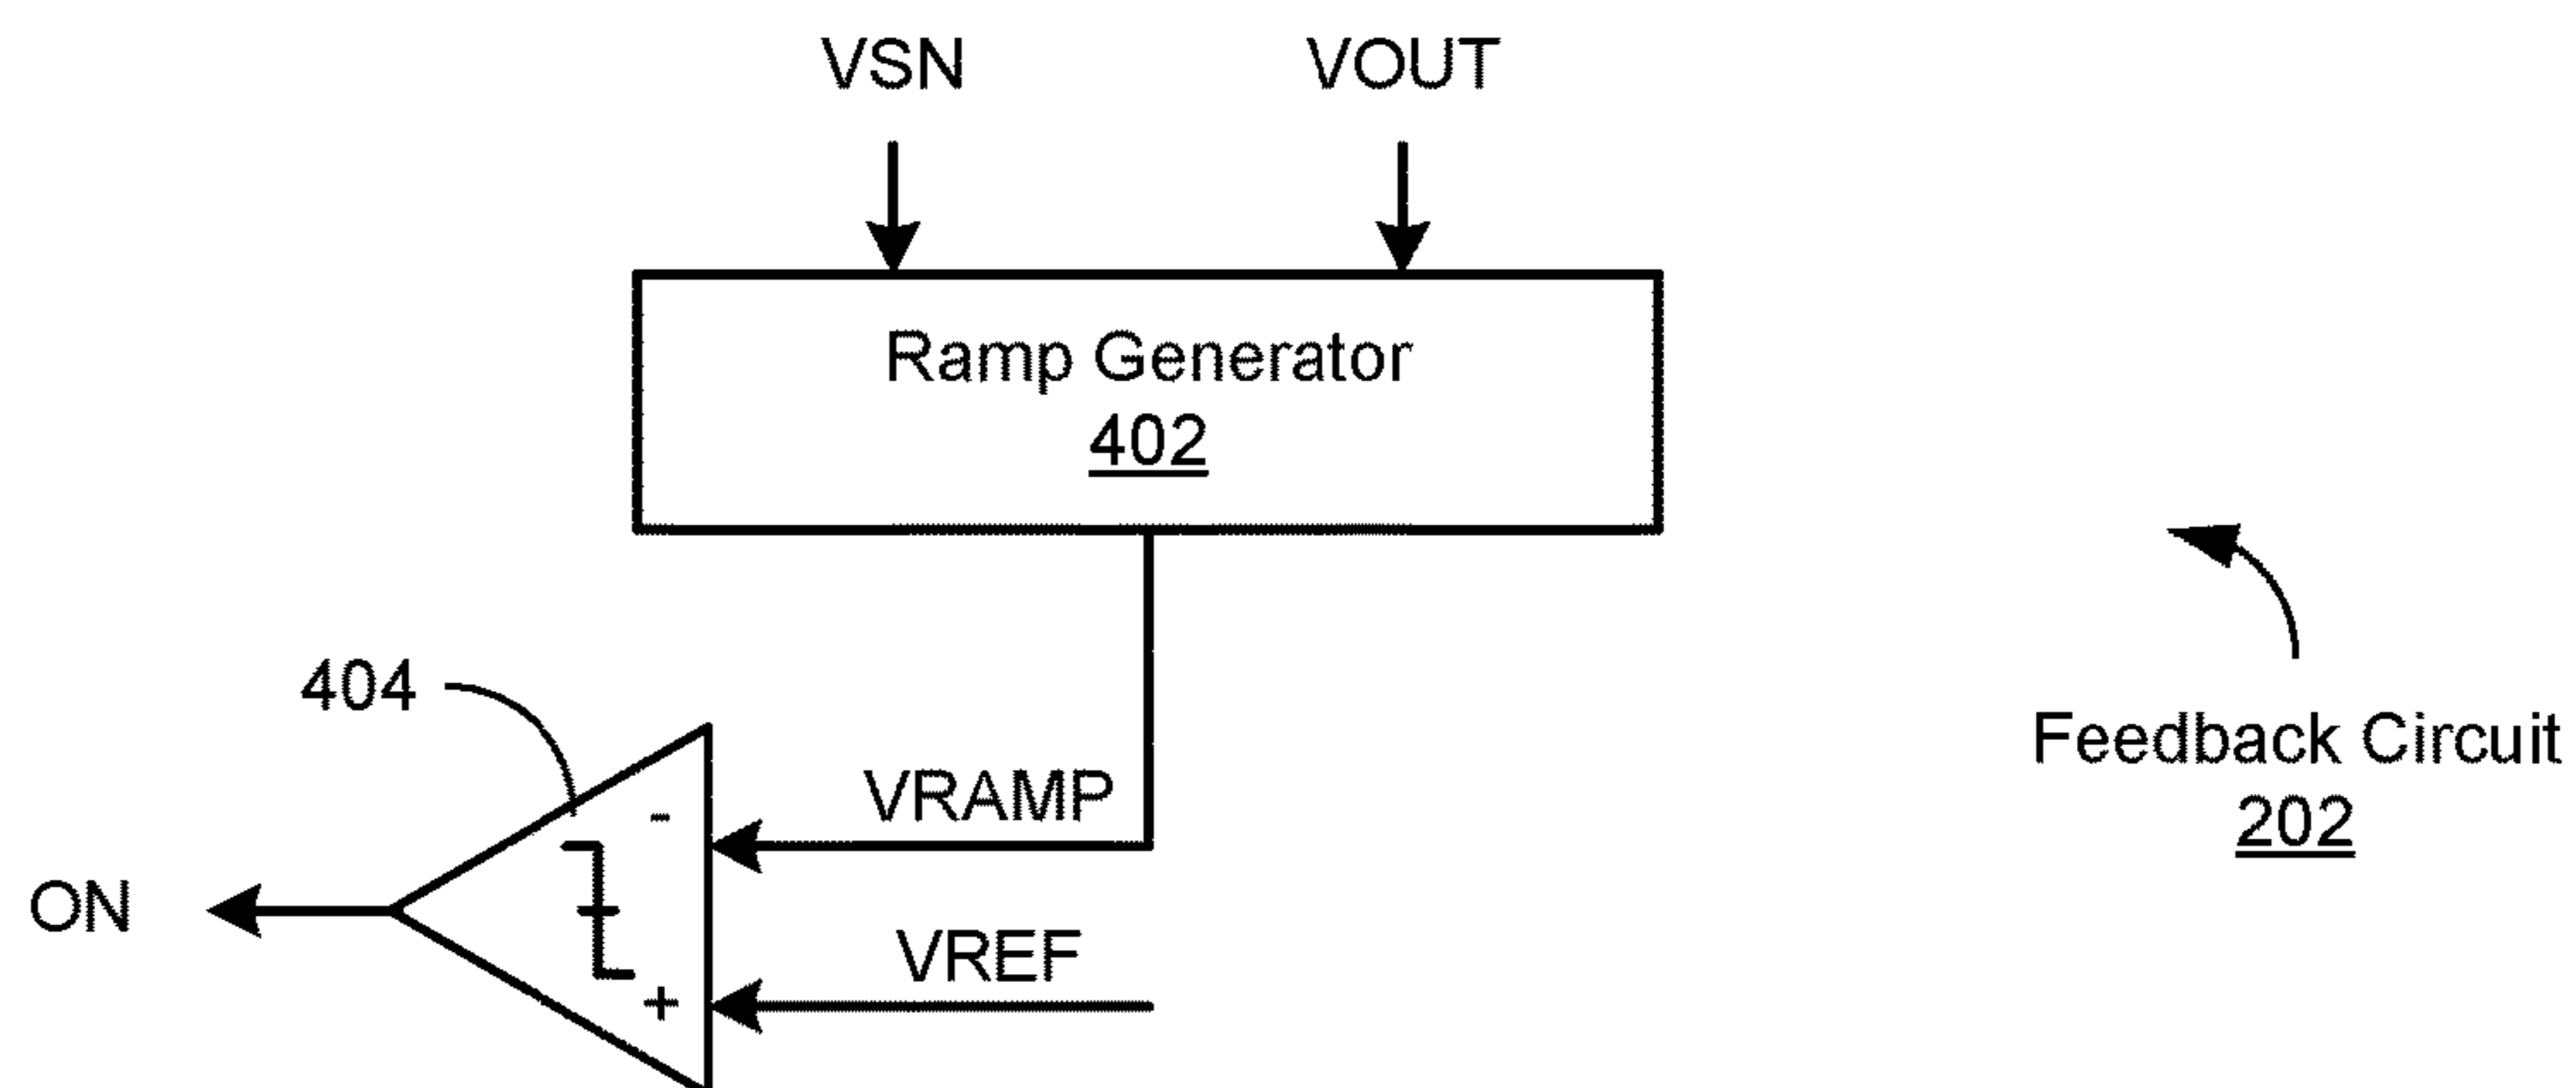 VSN VOUT
Ramp Generator
402
404
VRAMP
-
Feedback Circuit
202
ON
VREF
+